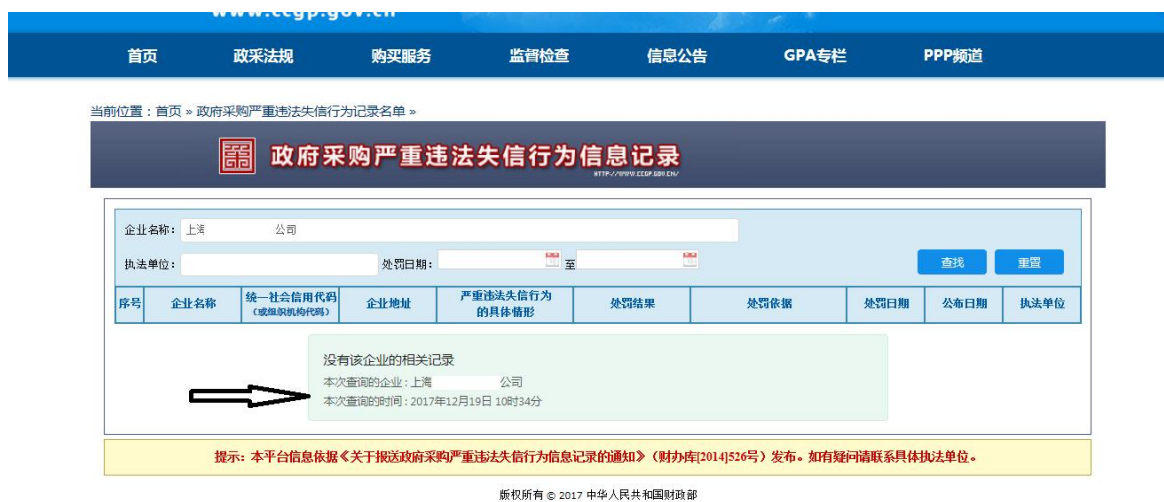 www.ccgp.gov.cn
首页 政采法规 购买服务 监督检查 信息公告 GPA专栏 PPP频道
当前位置：首页 » 政府采购严重违法失信行为记录名单 »
政府采购严重违法失信行为信息记录
HTTP://WWW.CCGP.GOV.CN/
企业名称： 上海 公司
执法单位： 处罚日期： 至 查找 重置
序号 企业名称 统一社会信用代码（或组织机构代码） 企业地址 严重违法失信行为的具体情形 处罚结果 处罚依据 处罚日期 公布日期 执法单位
没有该企业的相关记录
本次查询的企业：上海 公司
本次查询的时间：2017年12月19日 10时34分
提示：本平台信息依据《关于报送政府采购严重违法失信行为信息记录的通知》（财办库[2014]526号）发布。如有疑问请联系具体执法单位。
版权所有 © 2017 中华人民共和国财政部